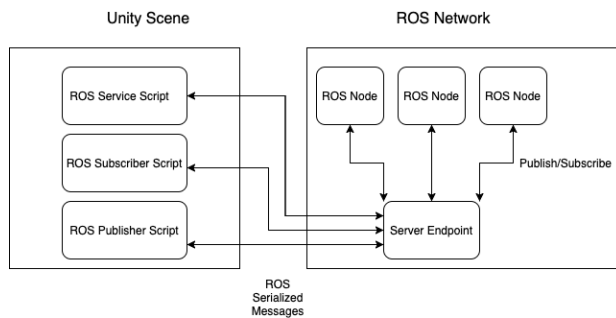 Unity Scene
ROS Network
ROS Service Script
ROS Subscriber Script
ROS Publisher Script
ROS Node
ROS Node
ROS Node
Publish/Subscribe
Server Endpoint
ROS
Serialized
Messages